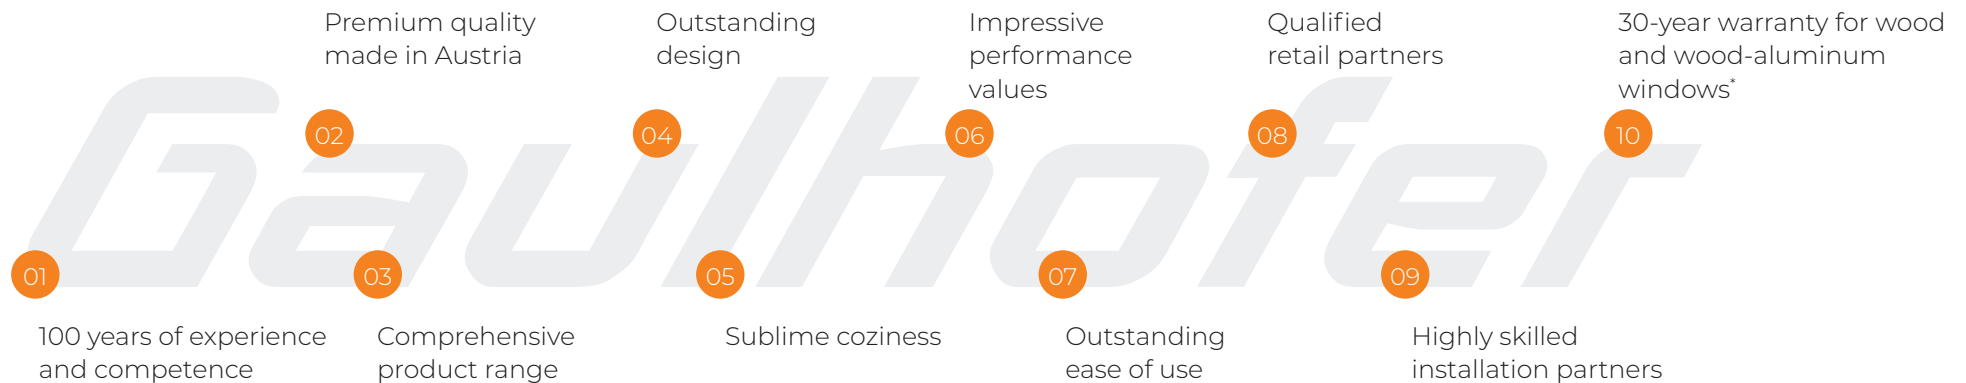 Gaulhofer
01
100 years of experience
and competence
02
Premium quality
made in Austria
03
Comprehensive
product range
04
Outstanding
design
05
Sublime coziness
06
Impressive
performance
values
07
Outstanding
ease of use
08
Qualified
retail partners
09
Highly skilled
installation partners
10
30-year warranty for wood
and wood-aluminum
windows*